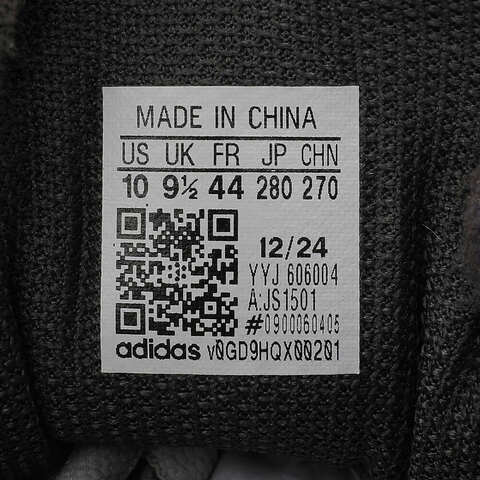 MADE IN CHINA
US UK FR JP CHN
10 9½ 44 280 270
12/24
YYJ 606004
A:JS1501
#0900060405
adidas v0GD9HQX00201